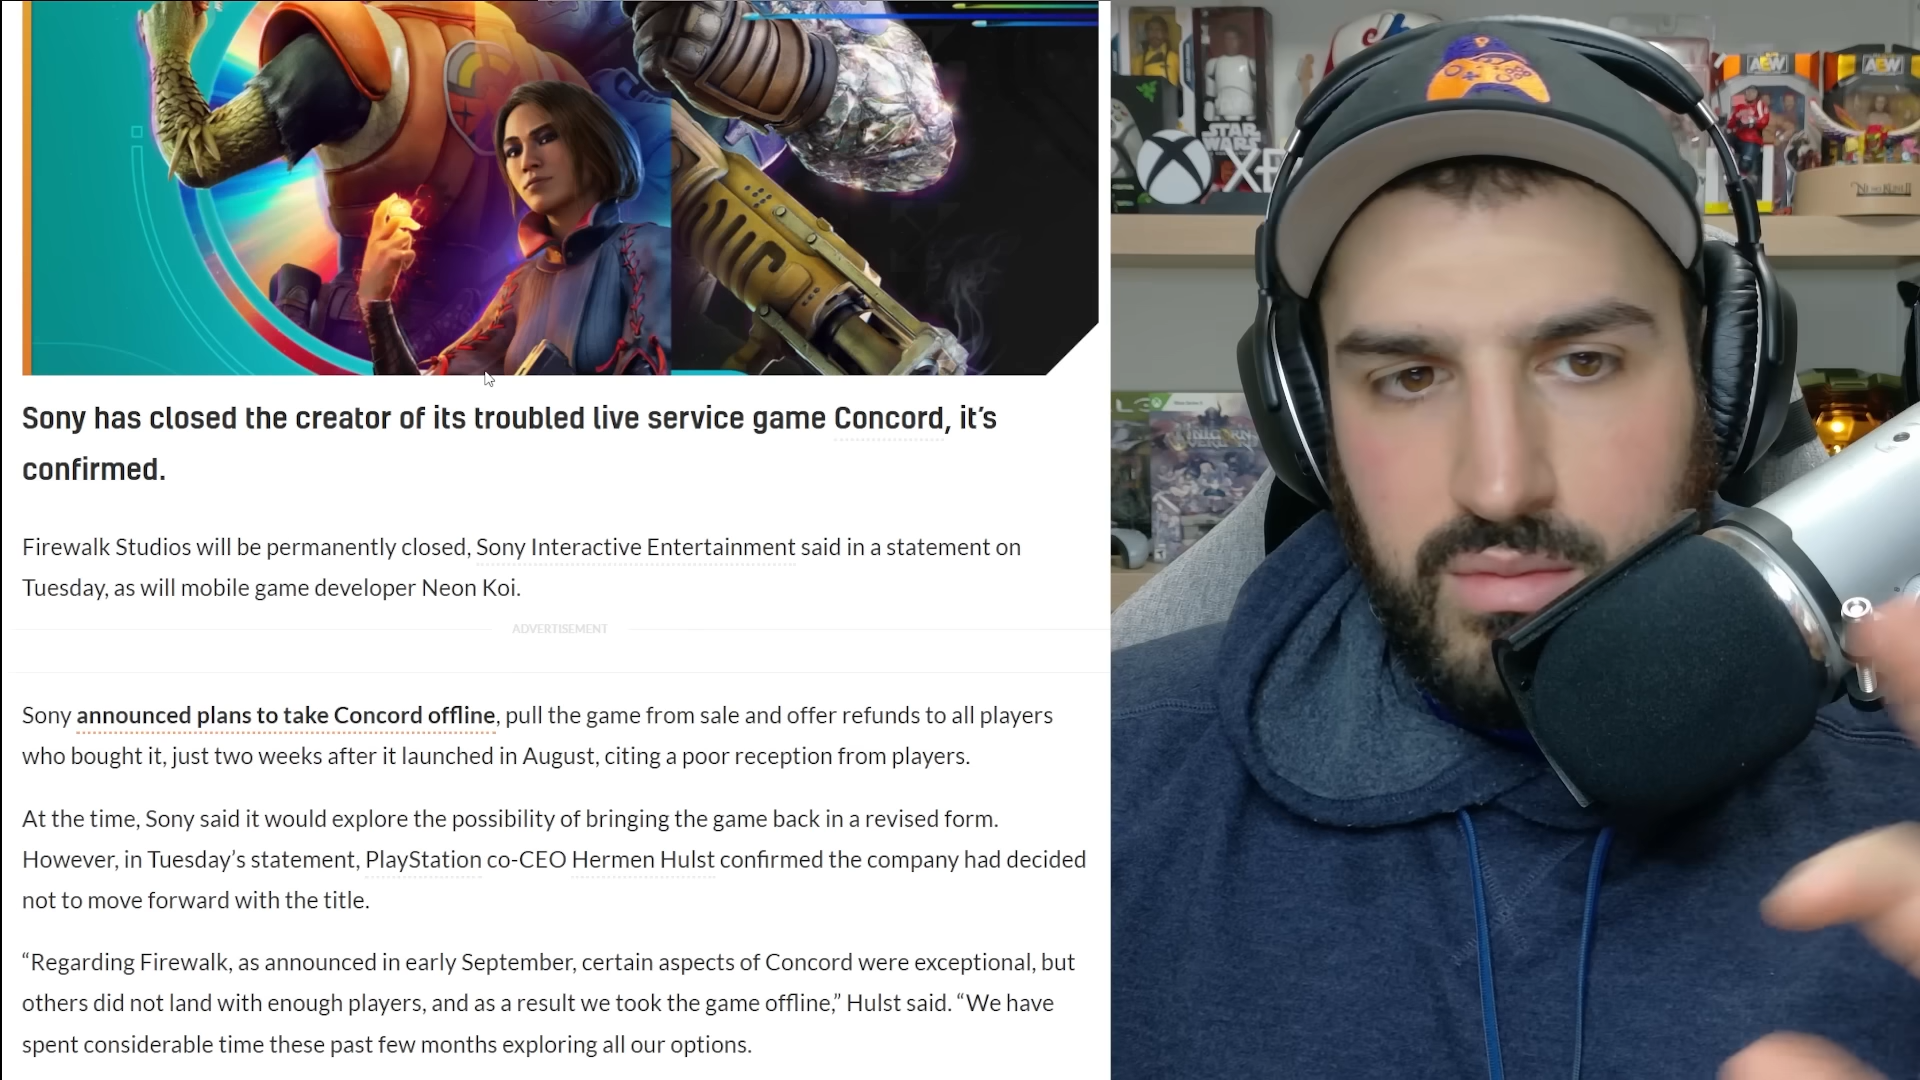 Sony has closed the creator of its troubled live service game Concord, it's
confirmed.
Firewalk Studios will be permanently closed, Sony Interactive Entertainment said in a statement on
Tuesday, as will mobile game developer Neon Koi.
ADVERTISEMENT
Sony announced plans to take Concord offline, pull the game from sale and offer refunds to all players
who bought it, just two weeks after it launched in August, citing a poor reception from players.
At the time, Sony said it would explore the possibility of bringing the game back in a revised form.
However, in Tuesday's statement, PlayStation co-CEO Hermen Hulst confirmed the company had decided
not to move forward with the title.
“Regarding Firewalk, as announced in early September, certain aspects of Concord were exceptional, but
others did not land with enough players, and as a result we took the game offline,” Hulst said. “We have
spent considerable time these past few months exploring all our options.
STAR
WARS
AEW
AEW